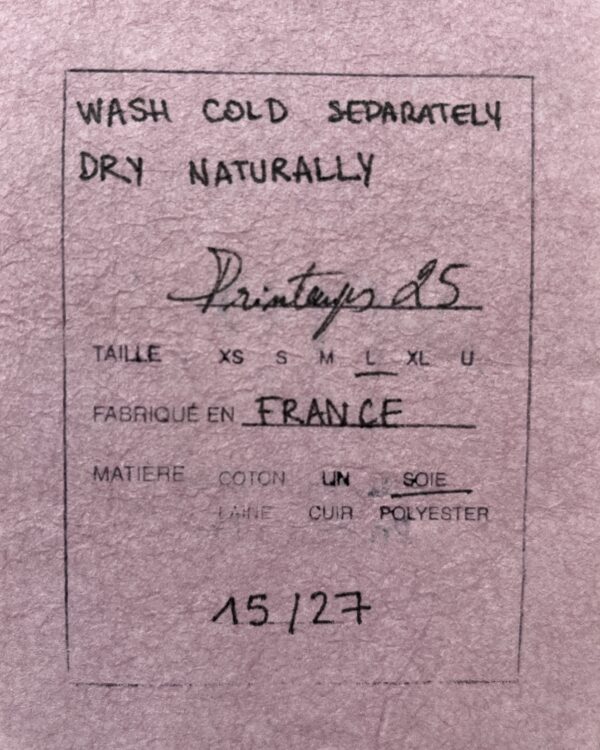 WASH COLD SEPARATELY
DRY NATURALLY
Printemps 25
TAILLE XS S M L XL U
FABRIQUÉ EN FRANCE
MATIÈRE COTON LIN SOIE
LAINE CUIR POLYESTER
15/27